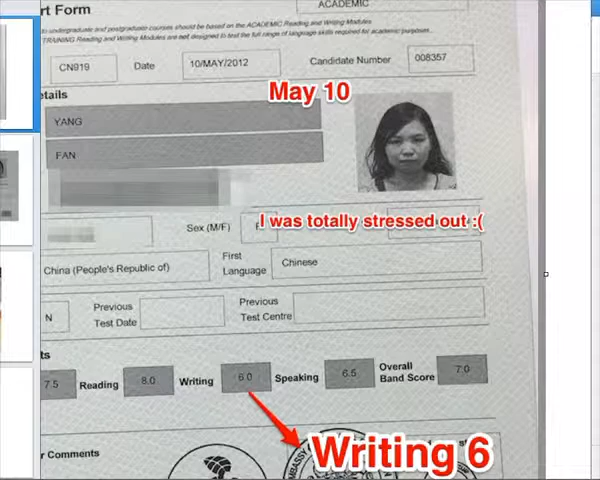 rt Form
ACADEMIC
to undergraduate and postgraduate courses should be based on the ACADEMIC Reading and Writing Modules.
TRAINING Reading and Writing Modules are not designed to test the full range of language skills required for academic purposes.
CN919 Date 10/MAY/2012 Candidate Number 008357
May 10
etails
YANG
FAN
Sex (M/F) F
I was totally stressed out :(
China (People's Republic of) First Language Chinese
N Previous Test Date Previous Test Centre
ts
7.5 Reading 8.0 Writing 6.0 Speaking 6.5 Overall Band Score 7.0
r Comments
Writing 6